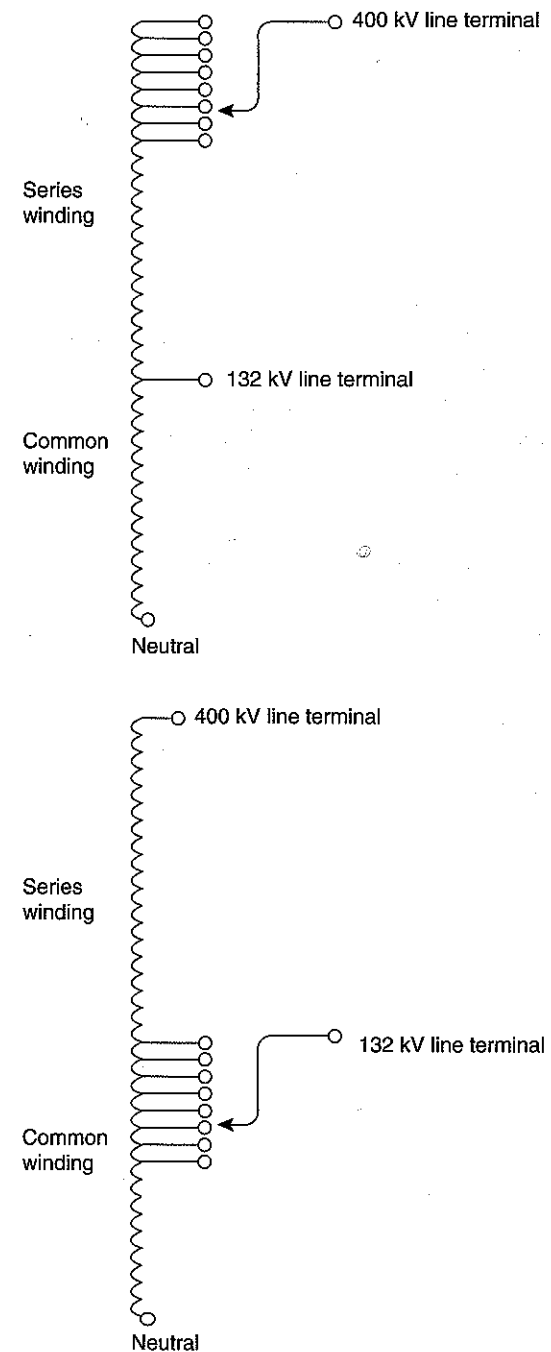 400 kV line terminal
Series
winding
132 kV line terminal
Common
winding
Neutral
400 kV line terminal
Series
winding
132 kV line terminal
Common
winding
Neutral